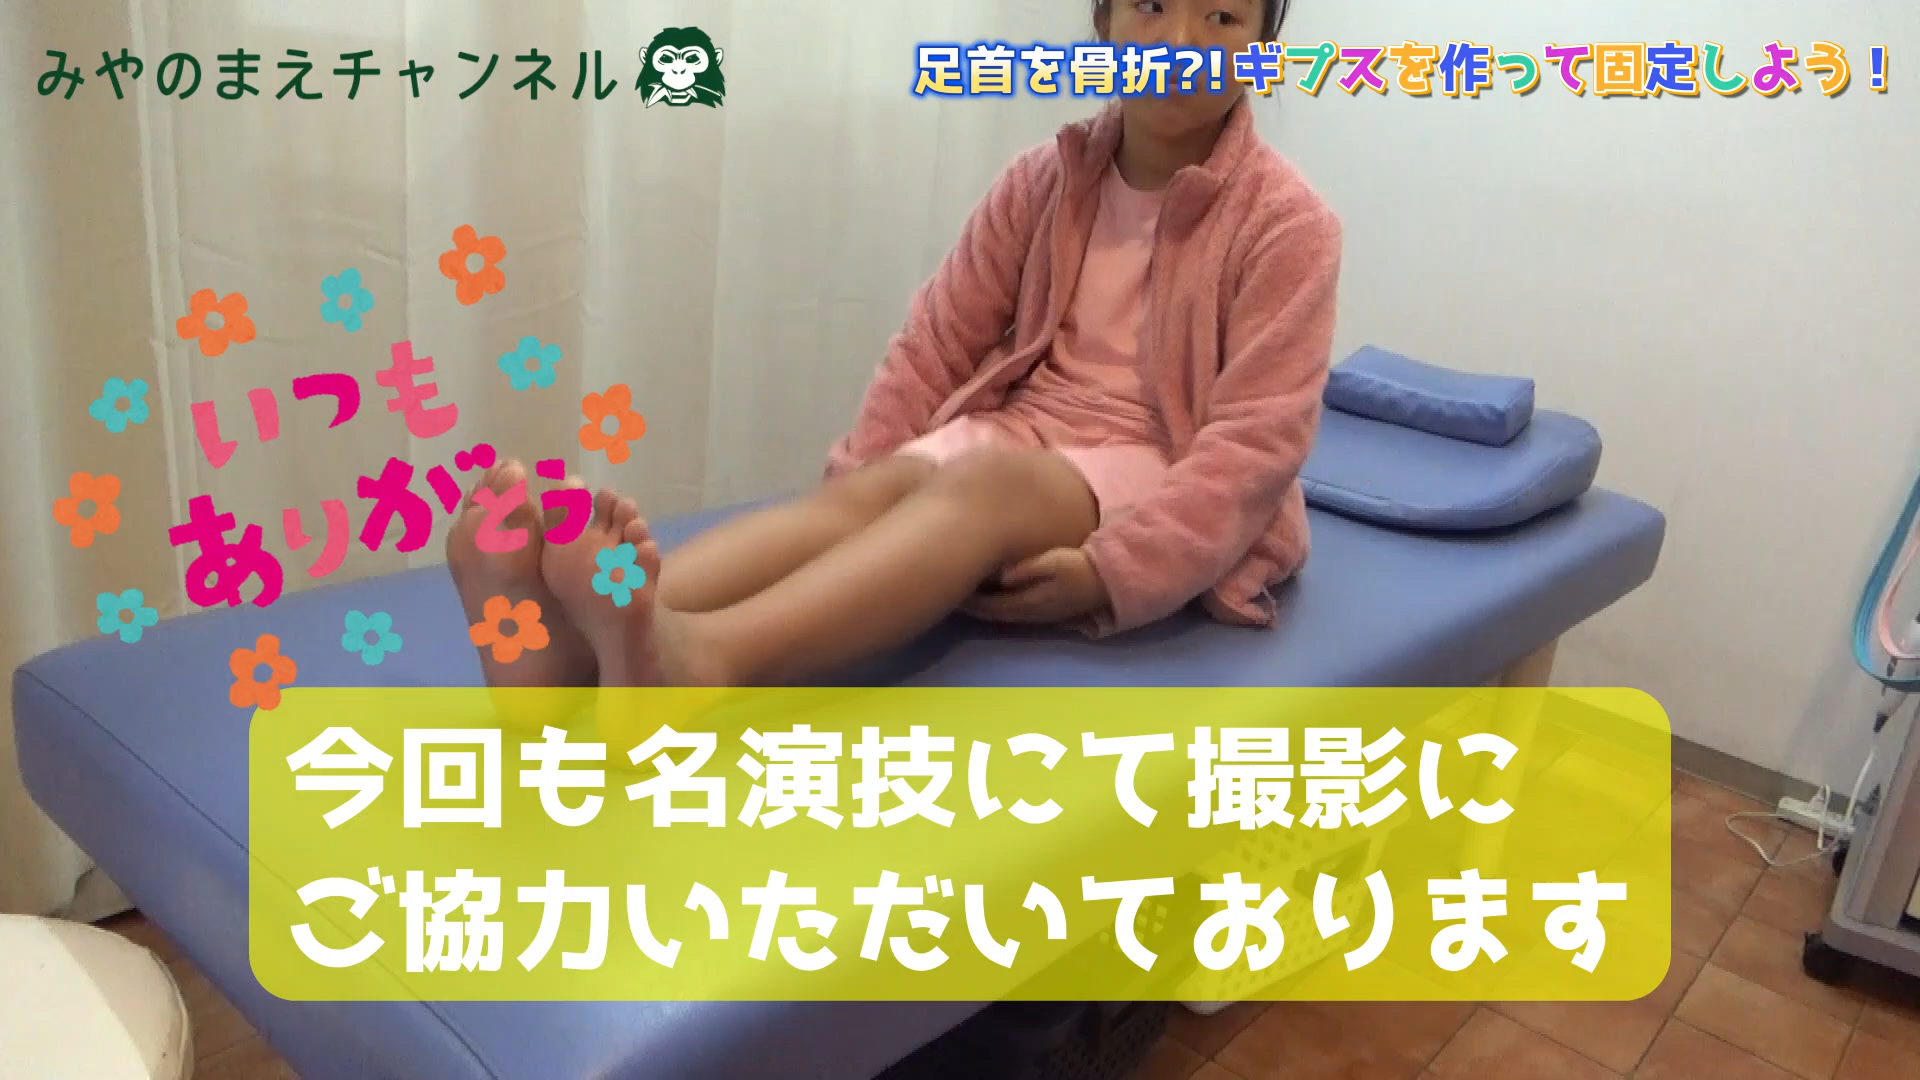 みやのまえチャンネル
足首を骨折?!ギプスを作って固定しよう！
いつも
ありがとう
今回も名演技にて撮影に
ご協力いただいております